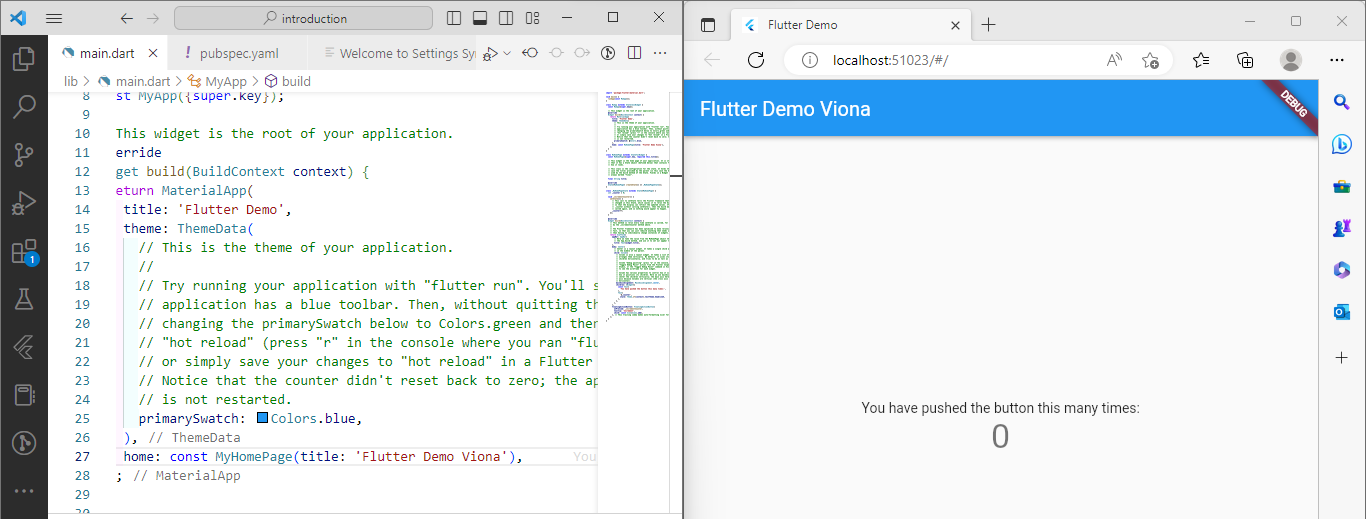 introduction
main.dart
pubspec.yaml
Welcome to Settings Sy
lib > main.dart > MyApp > build
8 st MyApp({super.key});
9
10 This widget is the root of your application.
11 erride
12 get build(BuildContext context) {
13 eturn MaterialApp(
14 title: 'Flutter Demo',
15 theme: ThemeData(
16 // This is the theme of your application.
17 //
18 // Try running your application with "flutter run". You'll s
19 // application has a blue toolbar. Then, without quitting th
20 // changing the primarySwatch below to Colors.green and then
21 // "hot reload" (press "r" in the console where you ran "flu
22 // or simply save your changes to "hot reload" in a Flutter
23 // Notice that the counter didn't reset back to zero; the ap
24 // is not restarted.
25 primarySwatch: Colors.blue,
26 ), // ThemeData
27 home: const MyHomePage(title: 'Flutter Demo Viona'), You
28 ; // MaterialApp
29
1
Flutter Demo
localhost:51023/#/
Flutter Demo Viona
DEBUG
You have pushed the button this many times:
0